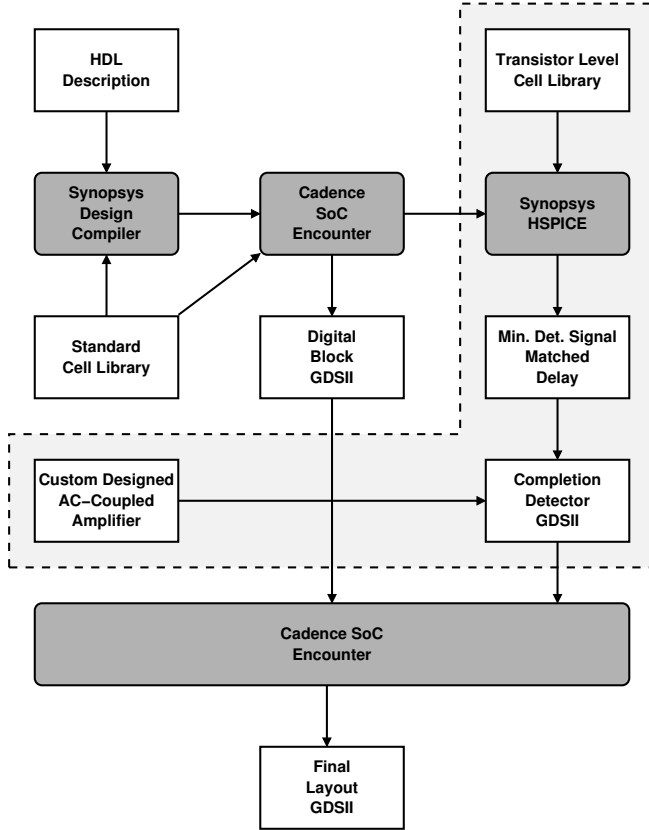 HDL
Description
Transistor Level
Cell Library
Synopsys
Design
Compiler
Cadence
SoC
Encounter
Synopsys
HSPICE
Standard
Cell Library
Digital
Block
GDSII
Min. Det. Signal
Matched
Delay
Custom Designed
AC−Coupled
Amplifier
Completion
Detector
GDSII
Cadence SoC
Encounter
Final
Layout
GDSII